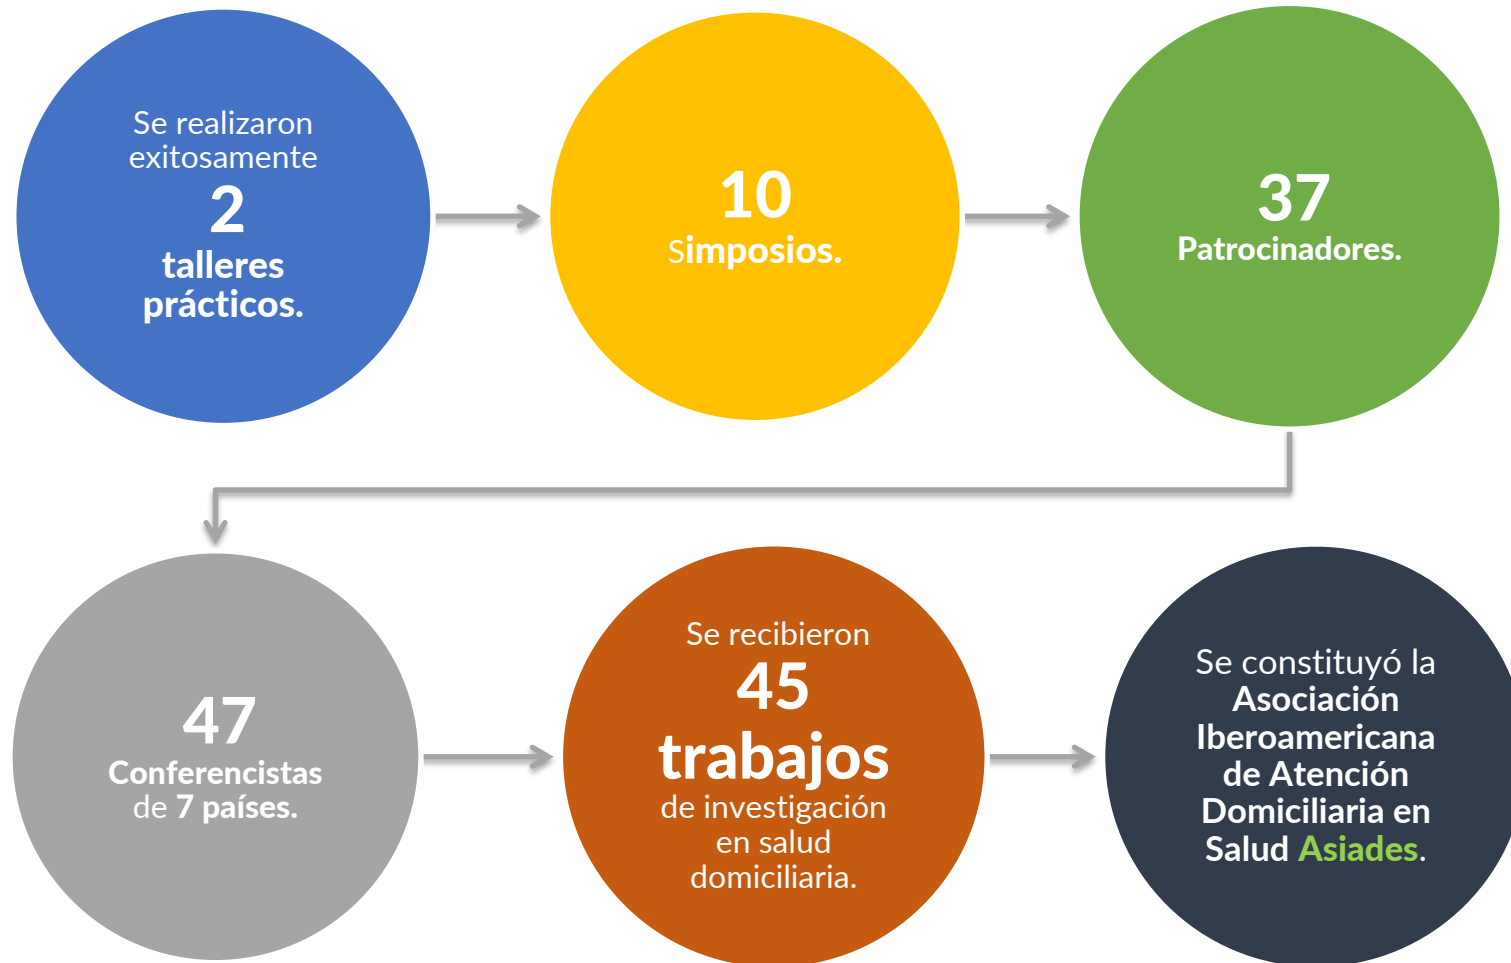 Se realizaron
exitosamente
2
talleres
prácticos.
10
Simposios.
37
Patrocinadores.
47
Conferencistas
de 7 países.
Se recibieron
45
trabajos
de investigación
en salud
domiciliaria.
Se constituyó la
Asociación
Iberoamericana
de Atención
Domiciliaria en
Salud Asiades.